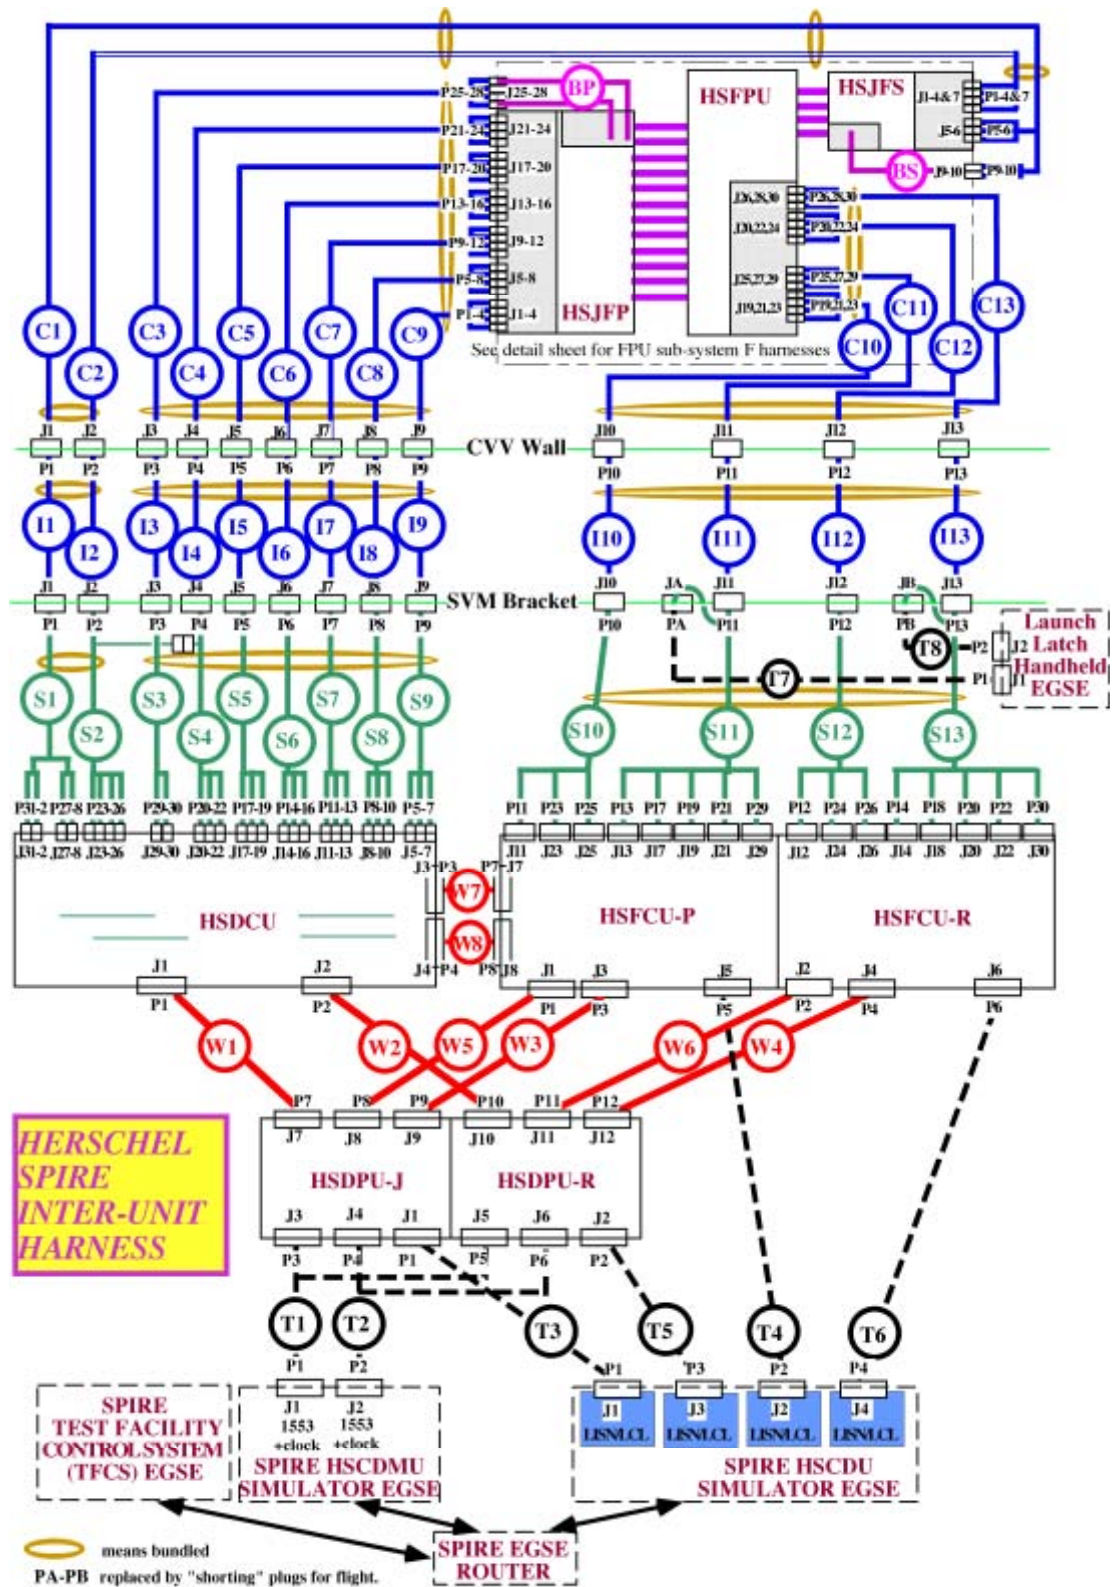 P25-28 J25-28 BP HSFPU HSJFS
J1-4&7 P1-4&7
P21-24 J21-24
J5-6 P5-6
P17-20 J17-20
BS J9-10 P9-10
P13-16 J13-16
J26,28,30 P26,28,30
J20,22,24 P20,22,24
P9-12 J9-12
P5-8 J5-8
J25,27,29 P25,27,29
J19,21,23 P19,21,23
P1-4 J1-4
HSJFP
C1 C3 C5 C7 C9 C11 C13
C2 C4 C6 C8 C10 C12
See detail sheet for FPU sub-system F harnesses
J1 J2 J3 J4 J5 J6 J7 J8 J9 J10 J11 J12 J13
CVV Wall
P1 P2 P3 P4 P5 P6 P7 P8 P9 P10 P11 P12 P13
I1 I3 I5 I7 I9 I10 I11 I12 I13
I2 I4 I6 I8
J1 J2 J3 J4 J5 J6 J7 J8 J9 J10 JA J11 J12 JB J13
SVM Bracket
P1 P2 P3 P4 P5 P6 P7 P8 P9 P10 PA P11 P12 PB P13
Launch
Latch
Handheld
EGSE
T8 P2 J2
T7 P1 J1
S1 S3 S5 S7 S9
S2 S4 S6 S8 S10 S11 S12 S13
P31-2 P27-8 P23-26 P29-30 P20-22 P17-19 P14-16 P11-13 P8-10 P5-7
P11 P23 P25 P13 P17 P19 P21 P29 P12 P24 P26 P14 P18 P20 P22 P30
J31-2 J27-8 J23-26 J29-30 J20-22 J17-19 J14-16 J11-13 J8-10 J5-7
J11 J23 J25 J13 J17 J19 J21 J29 J12 J24 J26 J14 J18 J20 J22 J30
J3 P3 W7 P7 J7
HSDCU HSFCU-P HSFCU-R
J4 P4 W8 P8 J8
J1 J2 J1 J3 J5 J2 J4 J6
P1 P2 P1 P3 P5 P2 P4 P6
W1 W2 W5 W3 W6 W4
P7 P8 P9 P10 P11 P12
J7 J8 J9 J10 J11 J12
HSDPU-J HSDPU-R
J3 J4 J1 J5 J6 J2
P3 P4 P1 P5 P6 P2
HERSCHEL
SPIRE
INTER-UNIT
HARNESS
T1 T2 T3 T5 T4 T6
P1 P2 P1 P3 P2 P4
J1 J2 J1 J3 J2 J4
1553 1553
+clock +clock
LISN/LCL LISN/LCL LISN/LCL LISN/LCL
SPIRE
TEST FACILITY
CONTROL SYSTEM
(TFCS) EGSE
SPIRE HSCDMU
SIMULATOR EGSE
SPIRE HSCDU
SIMULATOR EGSE
SPIRE EGSE
ROUTER
means bundled
PA-PB replaced by "shorting" plugs for flight.